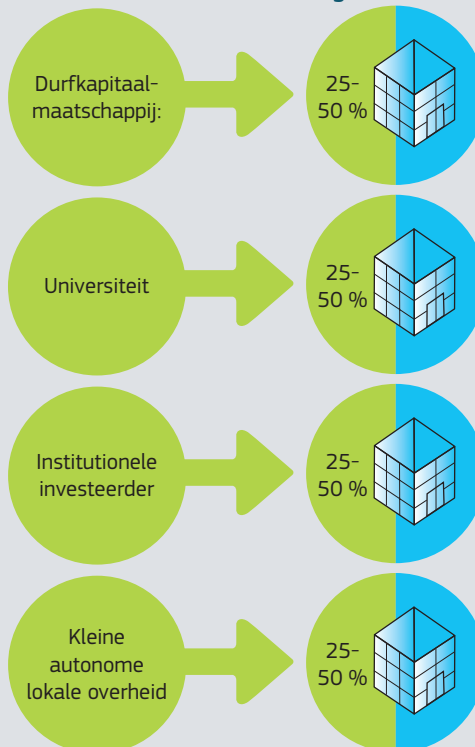 Durfkapitaal-
maatschappij:
25-
50 %
Universiteit
25-
50 %
Institutionele
investeerder
25-
50 %
Kleine
autonome
lokale overheid
25-
50 %